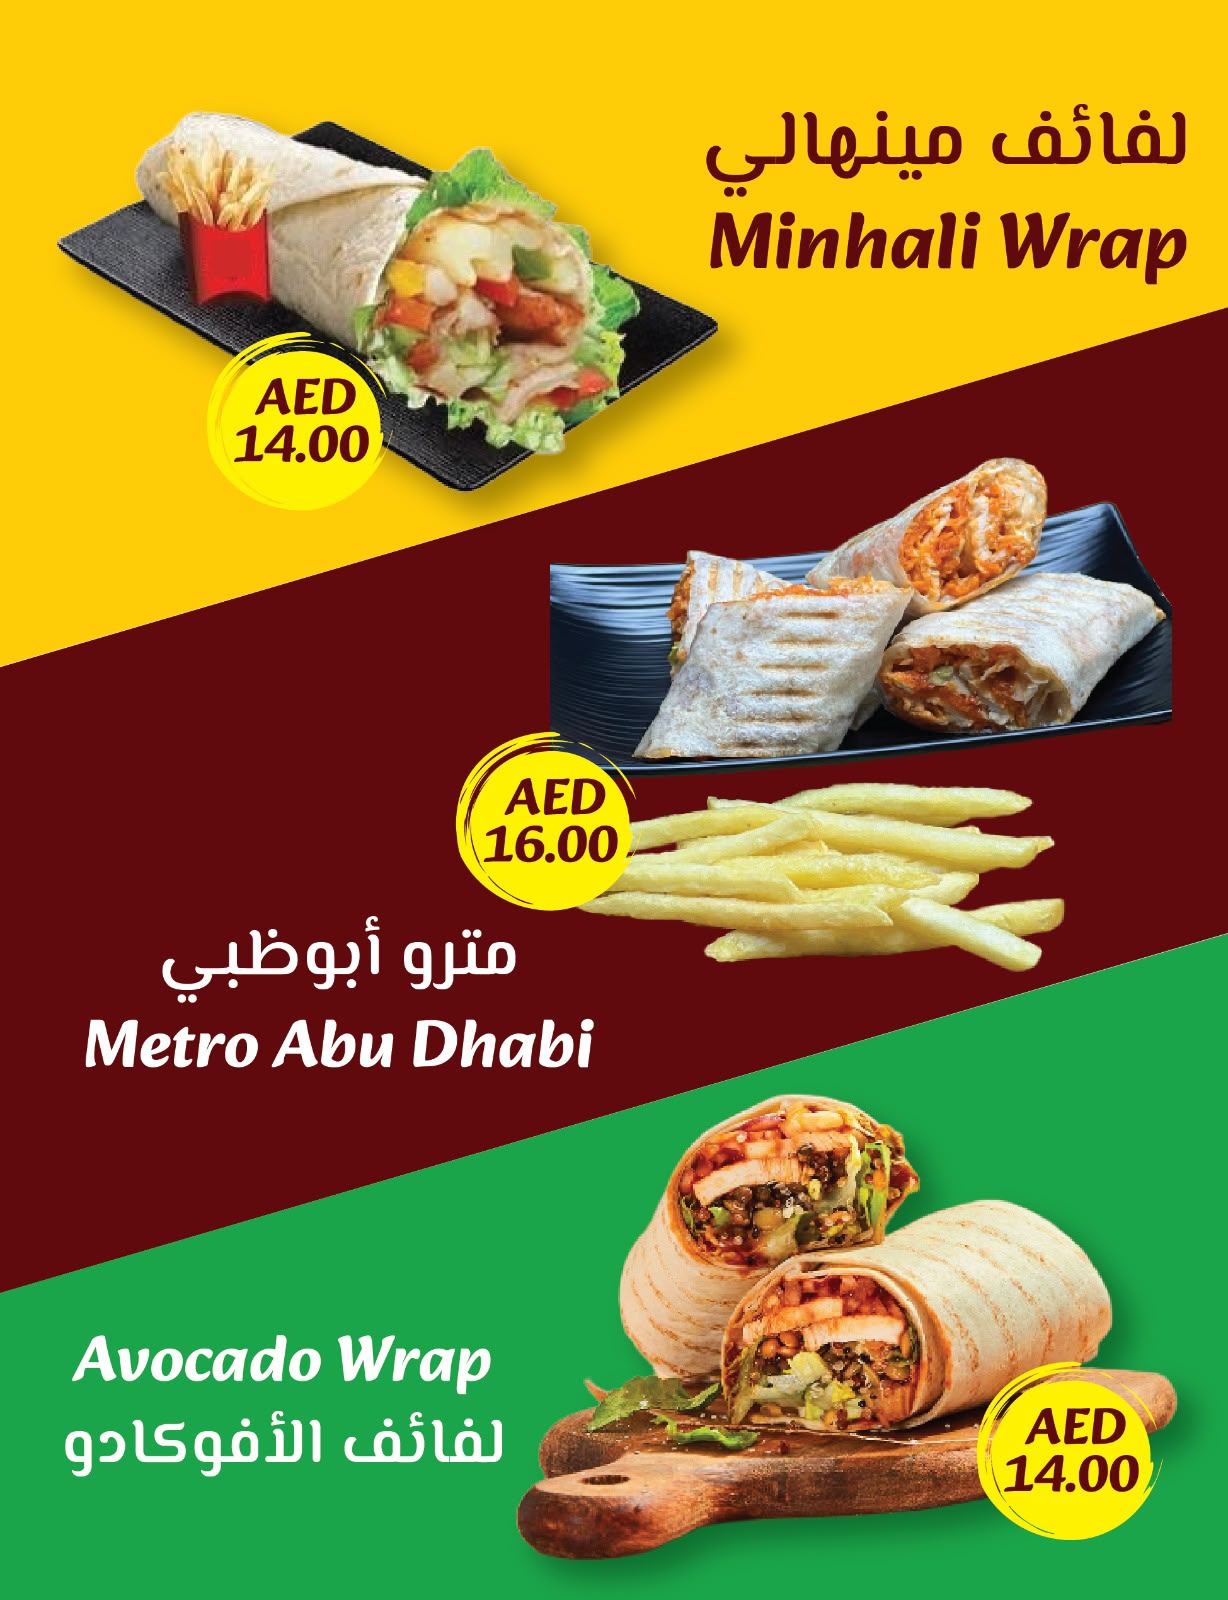 لفائف مينهالي
Minhali Wrap
AED
14.00
AED
16.00
مترو أبوظبي
Metro Abu Dhabi
Avocado Wrap
لفائف الأفوكادو
AED
14.00